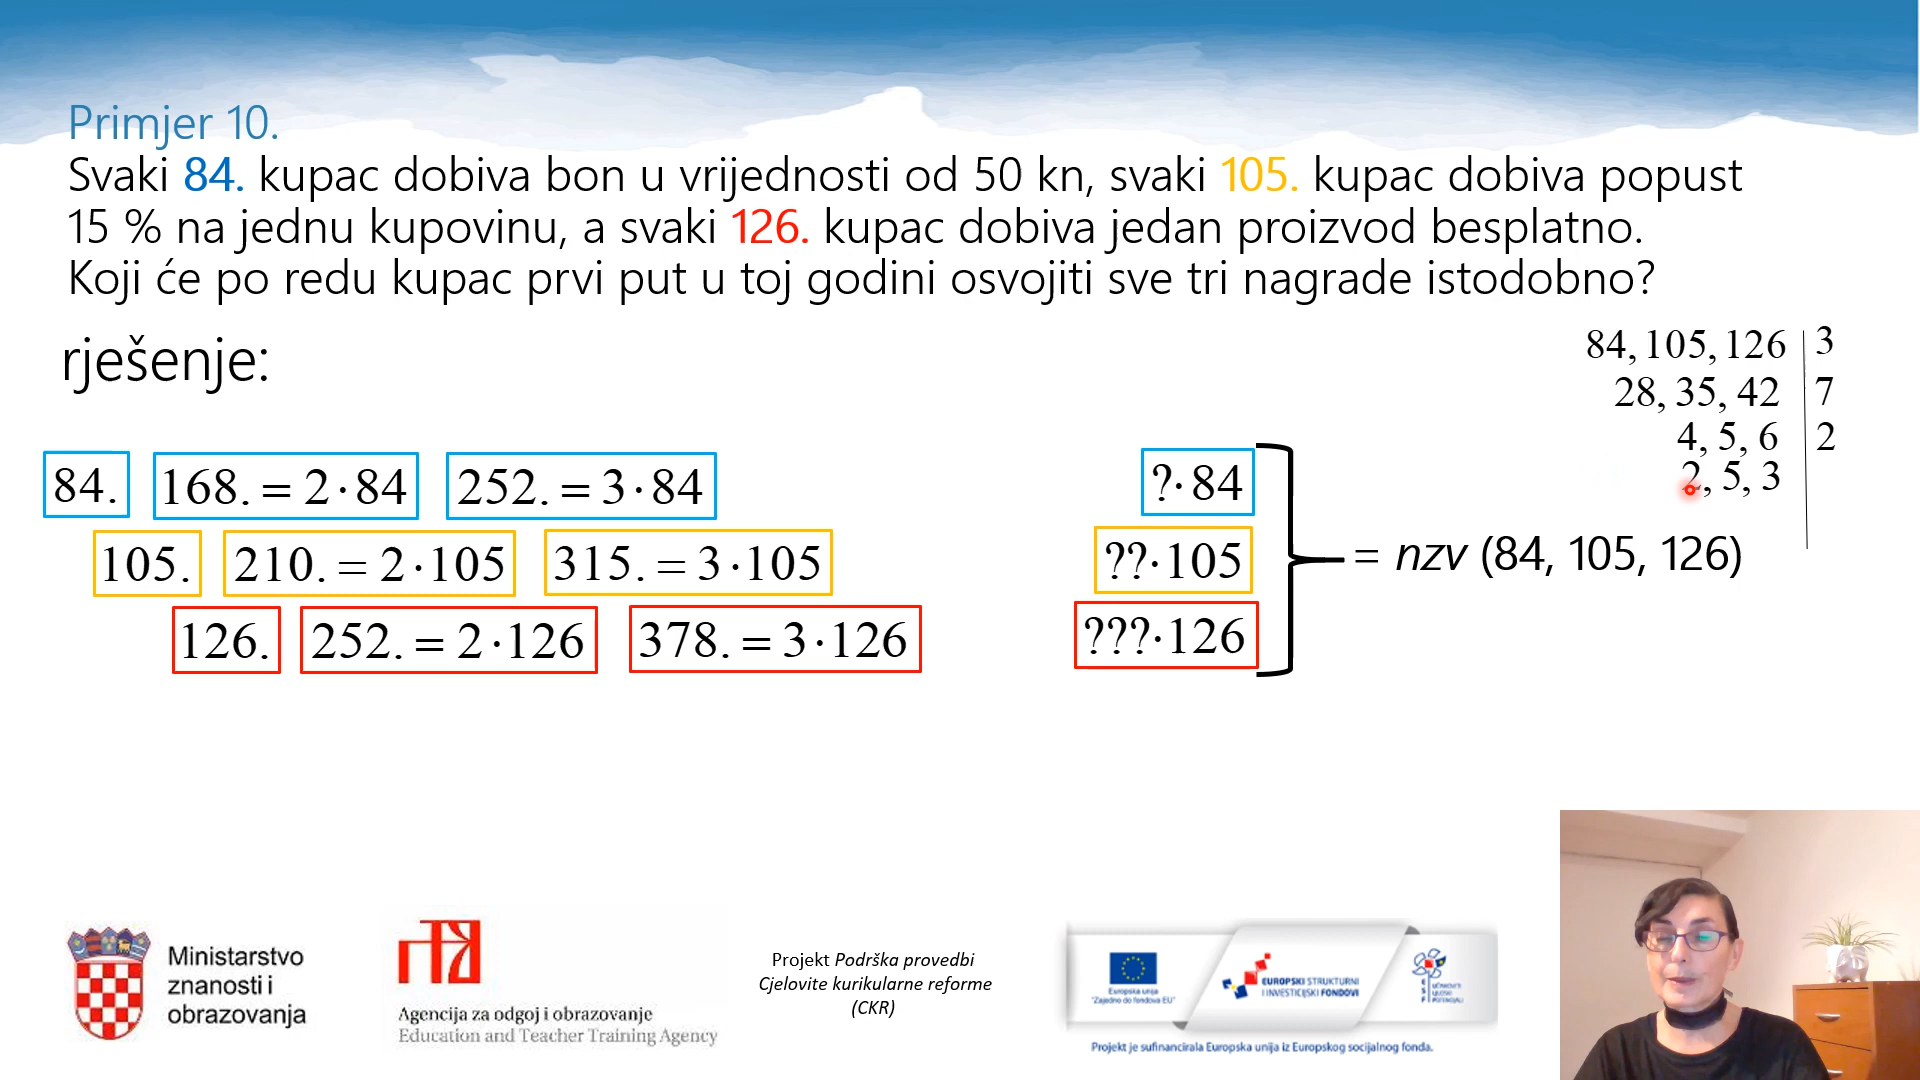 Primjer 10.
Svaki 84. kupac dobiva bon u vrijednosti od 50 kn, svaki 105. kupac dobiva popust
15 % na jednu kupovinu, a svaki 126. kupac dobiva jedan proizvod besplatno.
Koji će po redu kupac prvi put u toj godini osvojiti sve tri nagrade istodobno?
rješenje:
84, 105, 126 | 3
28, 35, 42 | 7
4, 5, 6 | 2
2, 5, 3
84. 168. = 2·84 252. = 3·84
105. 210. = 2·105 315. = 3·105
126. 252. = 2·126 378. = 3·126
?·84
??·105
???·126
= nzv (84, 105, 126)
Ministarstvo
znanosti i
obrazovanja
Agencija za odgoj i obrazovanje
Education and Teacher Training Agency
Projekt Podrška provedbi
Cjelovite kurikularne reforme
(CKR)
Europska unija
"Zajedno do fondova EU"
EUROPSKI STRUKTURNI
I INVESTICIJSKI FONDOVI
Projekt je sufinancirala Europska unija iz Europskog socijalnog fonda.